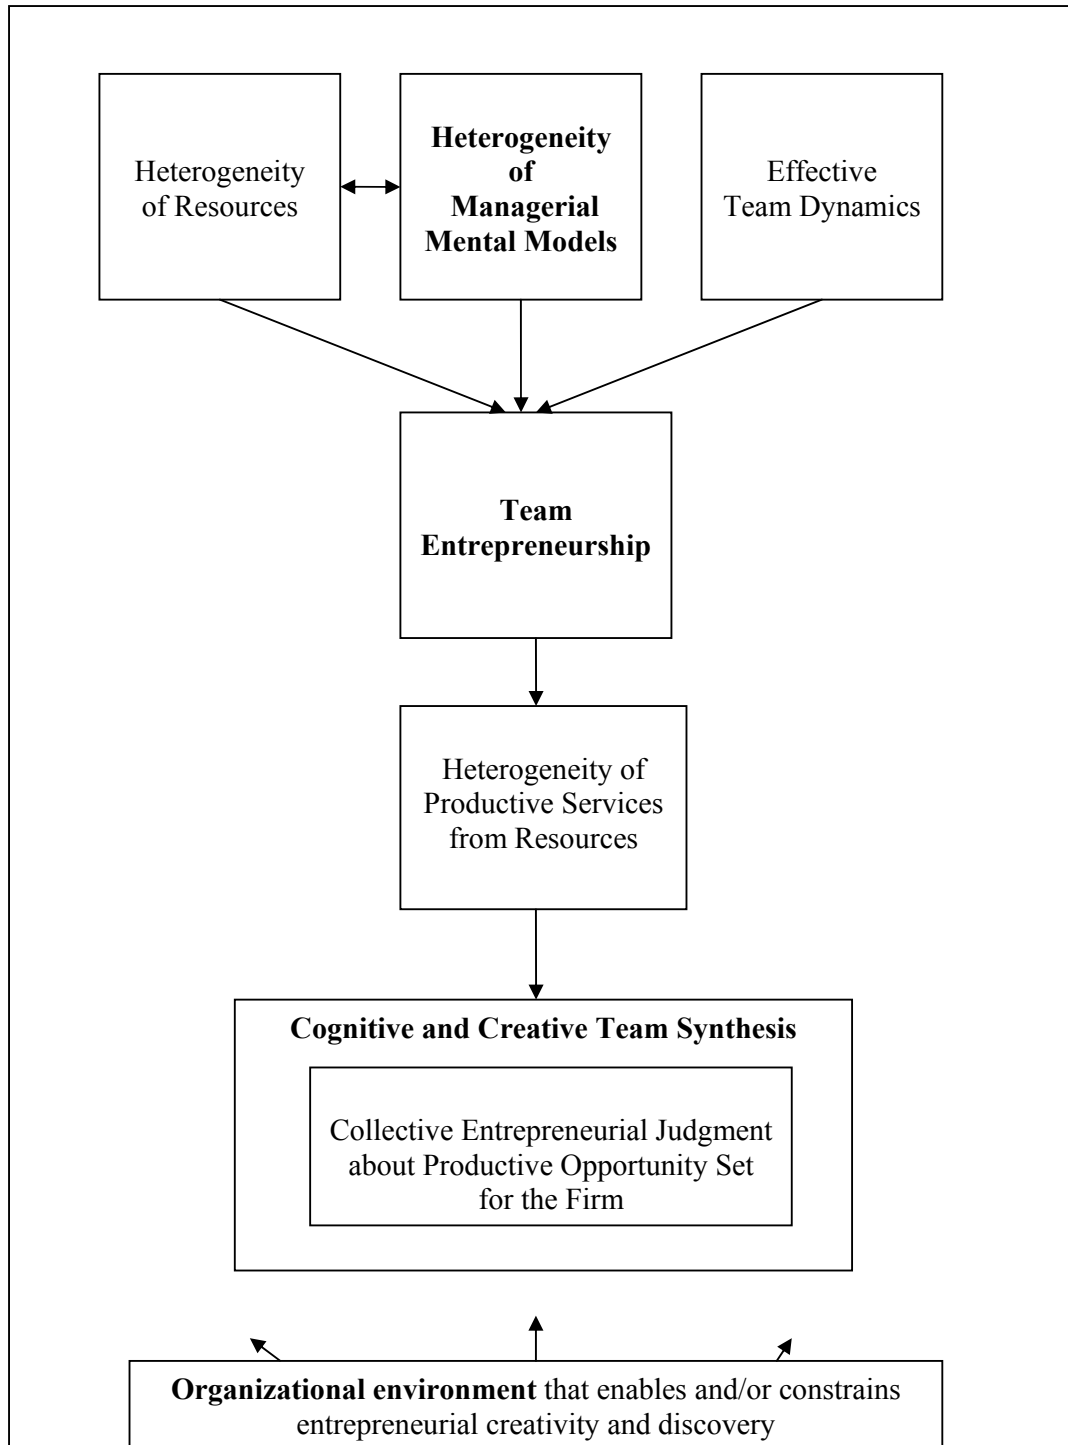 Heterogeneity
of Resources
Heterogeneity
of
Managerial
Mental Models
Effective
Team Dynamics
Team
Entrepreneurship
Heterogeneity of
Productive Services
from Resources
Cognitive and Creative Team Synthesis
Collective Entrepreneurial Judgment
about Productive Opportunity Set
for the Firm
Organizational environment that enables and/or constrains
entrepreneurial creativity and discovery